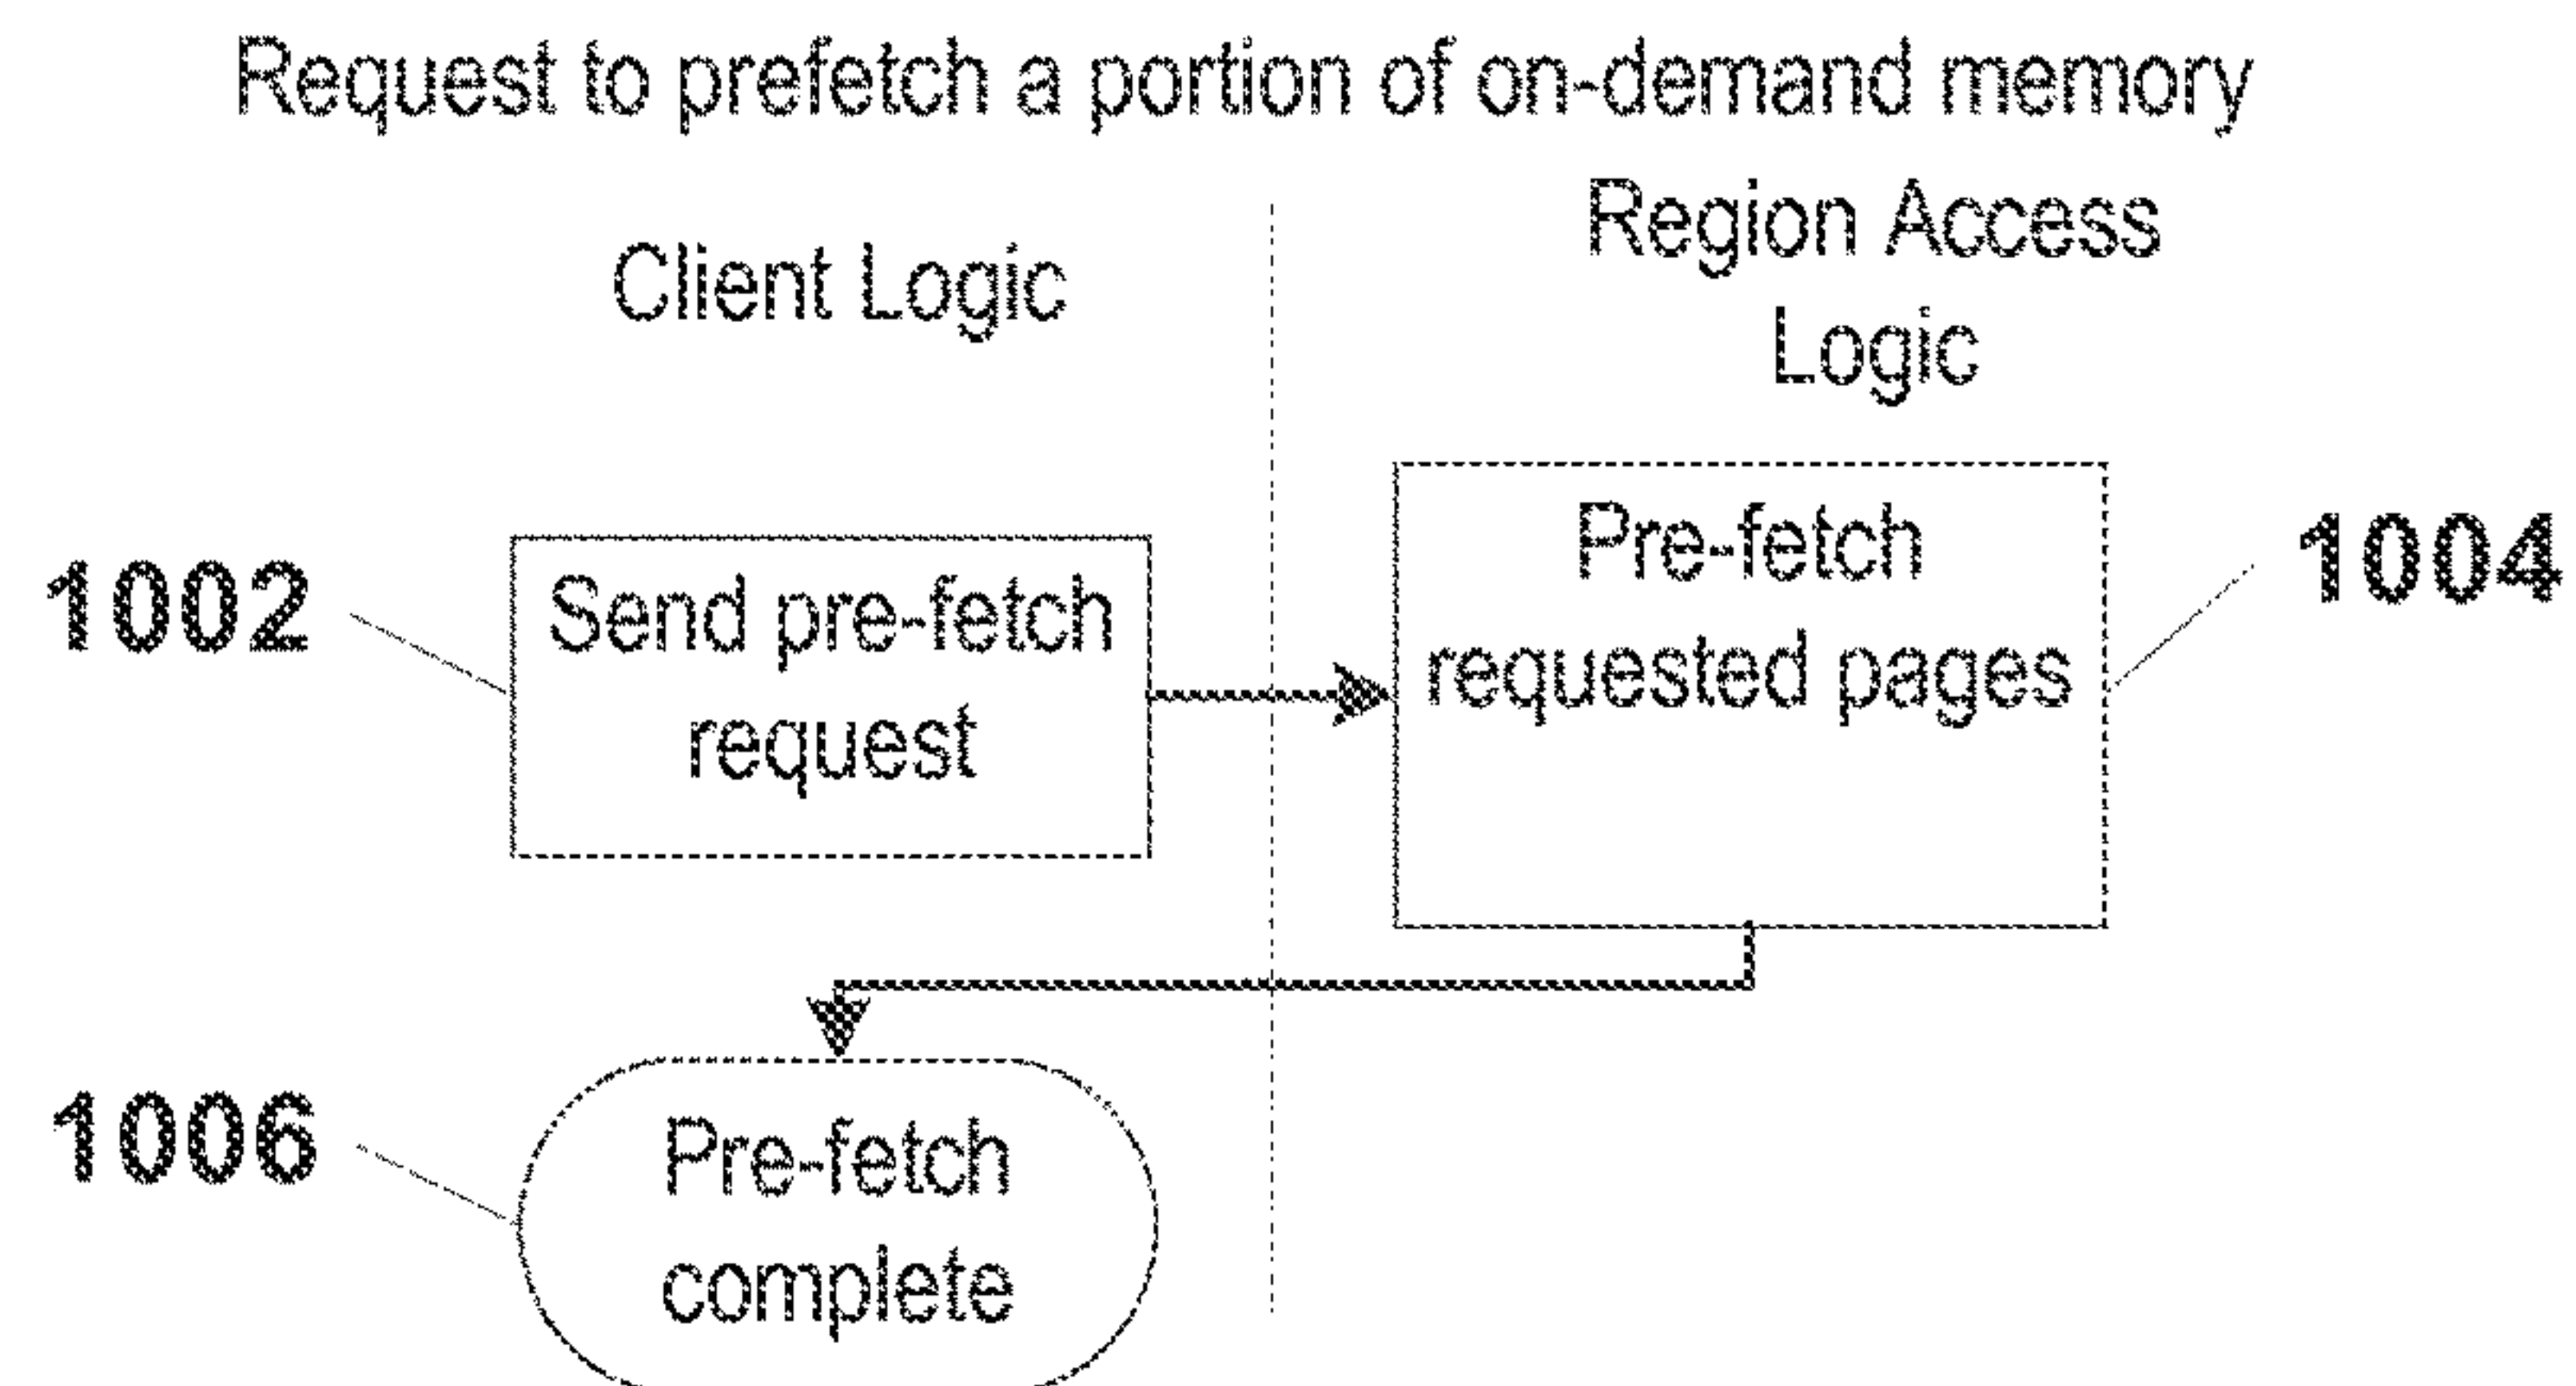 Request to prefetch a portion of on-demand memory
Client Logic
Region Access
Logic
1002
Send pre-fetch
request
Pre-fetch
requested pages
1004
1006
Pre-fetch
complete